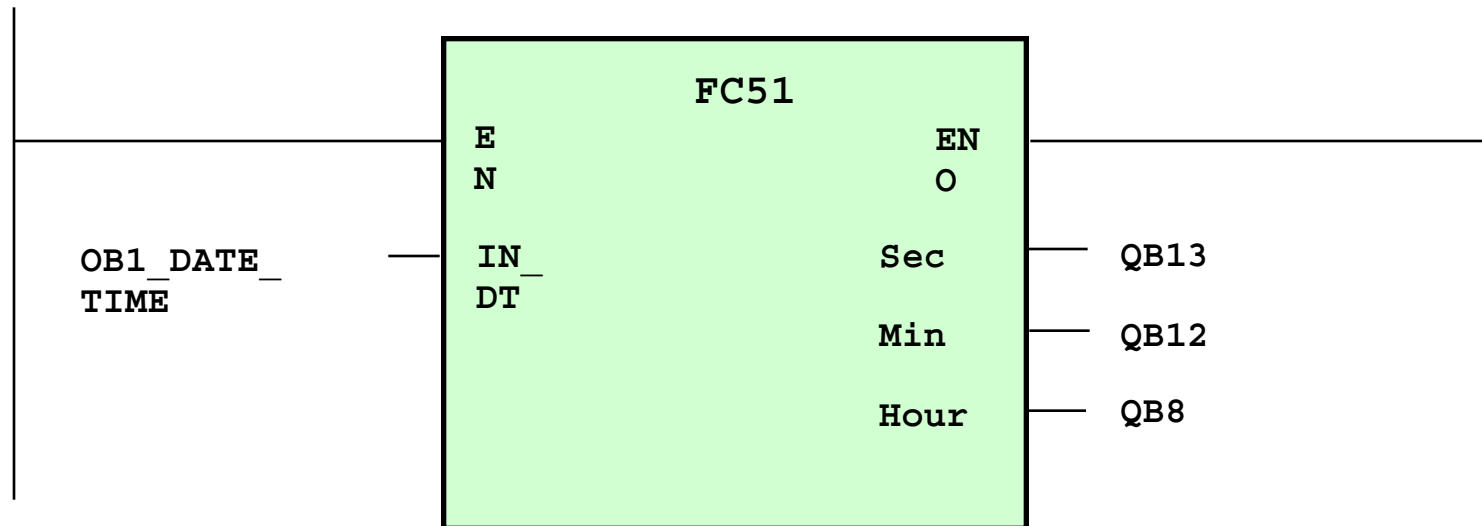 FC51
E
N
EN
O
OB1_DATE_
TIME
IN_
DT
Sec
QB13
Min
QB12
Hour
QB8